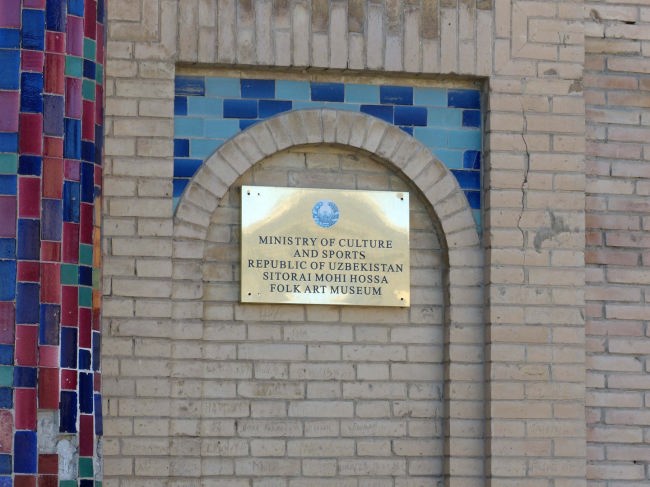 MINISTRY OF CULTURE
AND SPORTS
REPUBLIC OF UZBEKISTAN
SITORAI MOHI HOSSA
FOLK ART MUSEUM